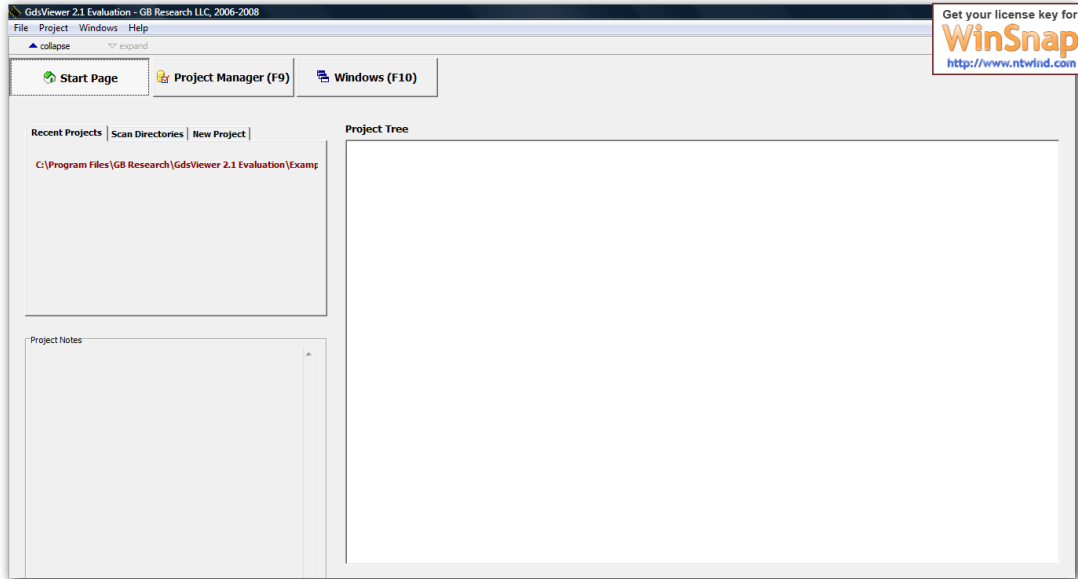 GdsViewer 2.1 Evaluation - GB Research LLC, 2006-2008
Get your license key for
WinSnap
http://www.ntwind.com
File Project Windows Help
collapse expand
Start Page Project Manager (F9) Windows (F10)
Recent Projects Scan Directories New Project
Project Tree
C:\Program Files\GB Research\GdsViewer 2.1 Evaluation\Examp
Project Notes